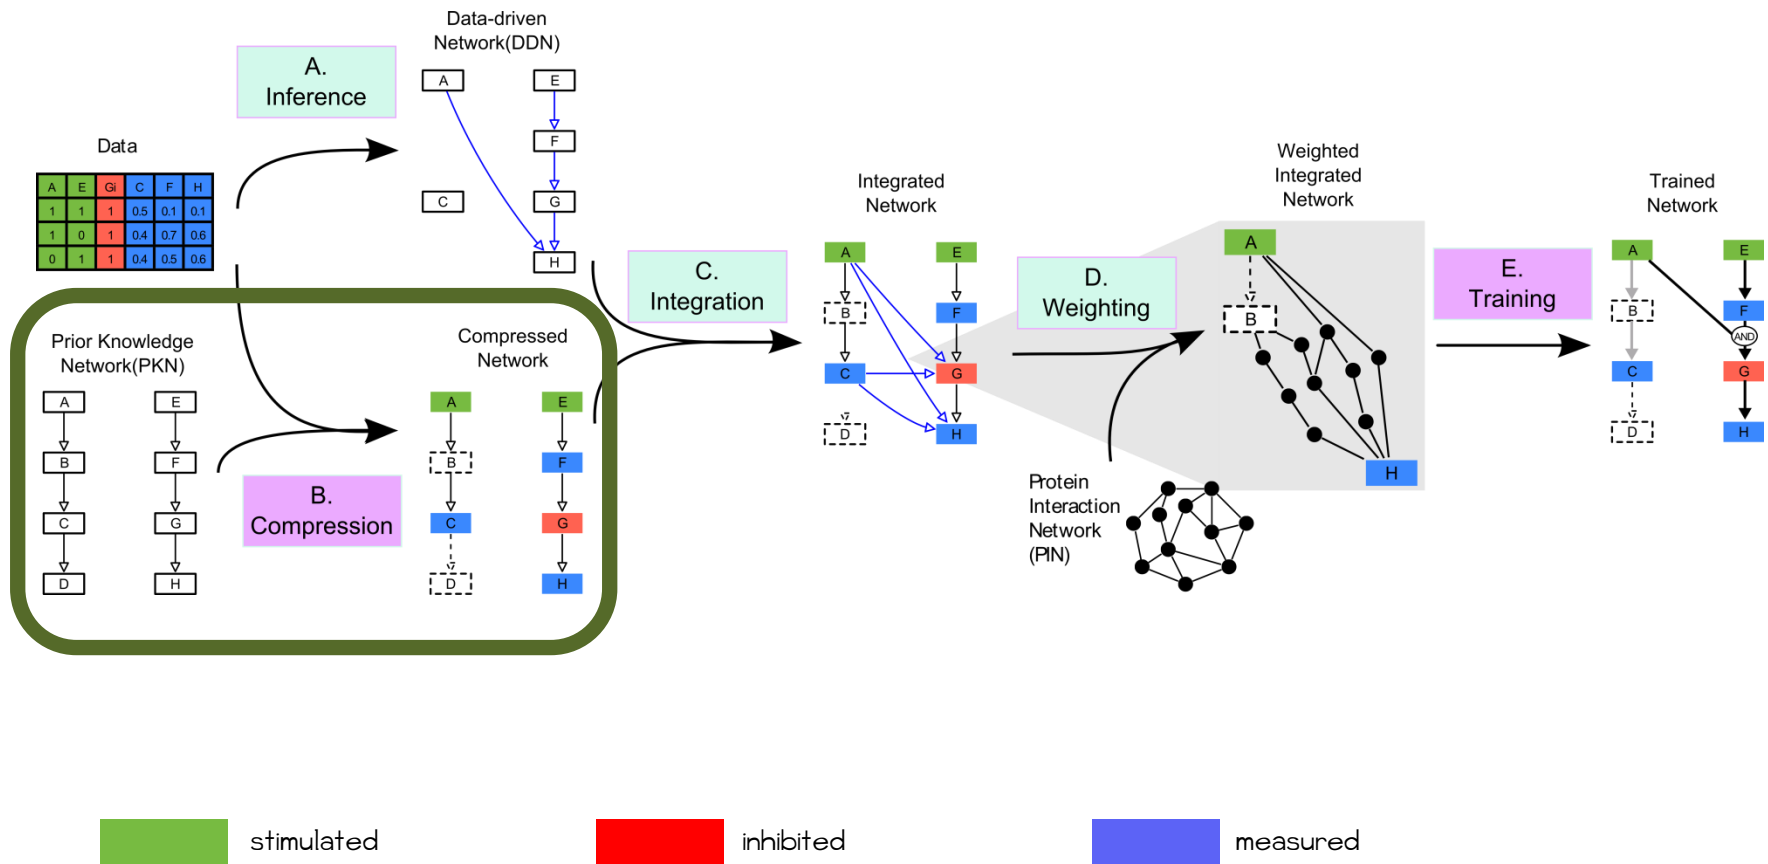 Data-driven
Network(DDN)
A.
Inference
A E
F
C G
H
Data
A E Gi C F H
1 1 1 0.5 0.1 0.1
1 0 1 0.4 0.7 0.6
0 1 1 0.4 0.5 0.6
Prior Knowledge
Network(PKN)
A E
B F
C G
D H
B.
Compression
Compressed
Network
A E
B F
C G
D H
C.
Integration
Integrated
Network
A E
B F
C G
D H
D.
Weighting
Protein
Interaction
Network
(PIN)
Weighted
Integrated
Network
A
B
H
E.
Training
Trained
Network
A E
B F
AND
C G
D H
stimulated
inhibited
measured